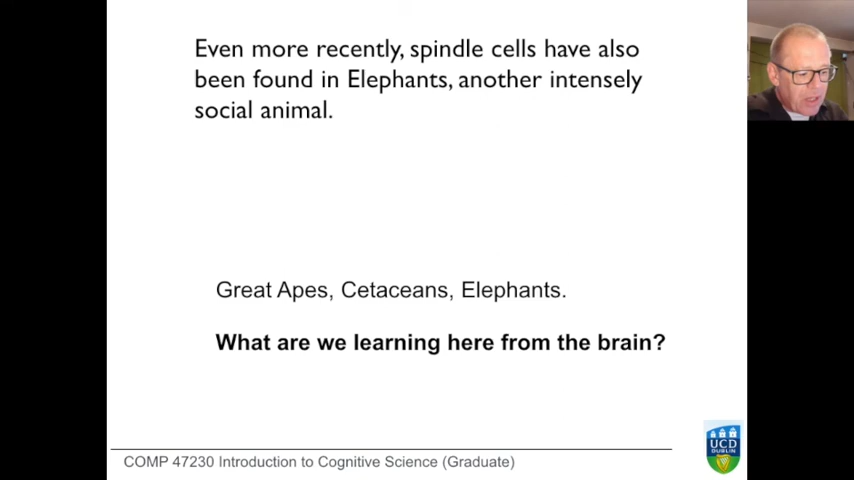 Even more recently, spindle cells have also
been found in Elephants, another intensely
social animal.
Great Apes, Cetaceans, Elephants.
What are we learning here from the brain?
COMP 47230 Introduction to Cognitive Science (Graduate)
UCD
DUBLIN